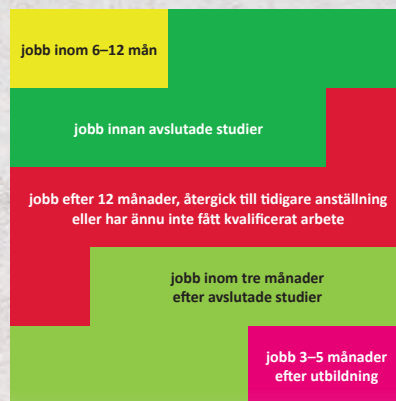 jobb inom 6–12 mån
jobb innan avslutade studier
jobb efter 12 månader, återgick till tidigare anställning
eller har ännu inte fått kvalificerat arbete
jobb inom tre månader
efter avslutade studier
jobb 3–5 månader
efter utbildning